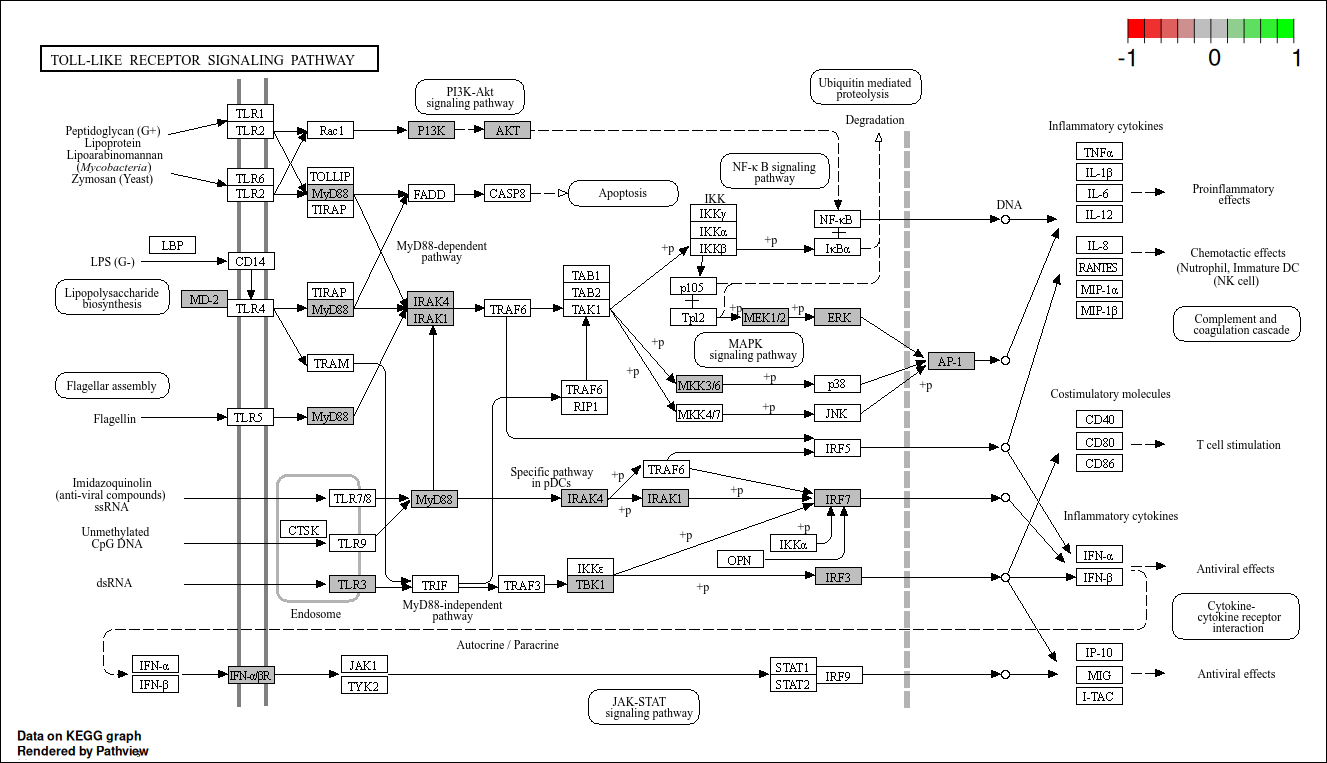 -1 0 1
TOLL-LIKE RECEPTOR SIGNALING PATHWAY
PI3K-Akt
signaling pathway
Ubiquitin mediated
proteolysis
Degradation
Peptidoglycan (G+)
Lipoprotein
Lipoarabinomannan
(Mycobacteria)
Zymosan (Yeast)
TLR1
TLR2
Rac1
P13K
AKT
TLR6
TLR2
TOLLIP
MyD88
TIRAP
FADD
CASP8
Apoptosis
NF-κ B signaling
pathway
MyD88-dependent
pathway
IKK
IKKγ
IKKα
IKKβ
+p
+p
NF-κB
IκBα
DNA
Inflammatory cytokines
TNFα
IL-1β
IL-6
IL-12
Proinflammatory
effects
IL-8
RANTES
MIP-1α
MIP-1β
Chemotactic effects
(Nutrophil, Immature DC
(NK cell)
Complement and
coagulation cascade
LBP
LPS (G-)
CD14
Lipopolysaccharide
biosynthesis
MD-2
TLR4
TIRAP
MyD88
IRAK4
IRAK1
TRAF6
TAB1
TAB2
TAK1
p105
Tpl2
+p
MEK1/2
+p
ERK
MAPK
signaling pathway
+p
+p
AP-1
+p
TRAM
Flagellar assembly
Flagellin
TLR5
MyD88
TRAF6
RIP1
MKK3/6
+p
p38
MKK4/7
+p
JNK
IRF5
Costimulatory molecules
CD40
CD80
CD86
T cell stimulation
Imidazoquinolin
(anti-viral compounds)
ssRNA
TLR7/8
MyD88
Specific pathway
in pDCs
IRAK4
+p
+p
TRAF6
IRAK1
+p
IRF7
Unmethylated
CpG DNA
CTSK
TLR9
+p
+p
IKKα
OPN
Inflammatory cytokines
IFN-α
IFN-β
Antiviral effects
dsRNA
TLR3
TRIF
TRAF3
IKKε
TBK1
+p
IRF3
Endosome
MyD88-independent
pathway
Cytokine-
cytokine receptor
interaction
Autocrine / Paracrine
IFN-α
IFN-β
IFN-α/βR
JAK1
TYK2
STAT1
STAT2
IRF9
IP-10
MIG
I-TAC
Antiviral effects
JAK-STAT
signaling pathway
Data on KEGG graph
Rendered by Pathview